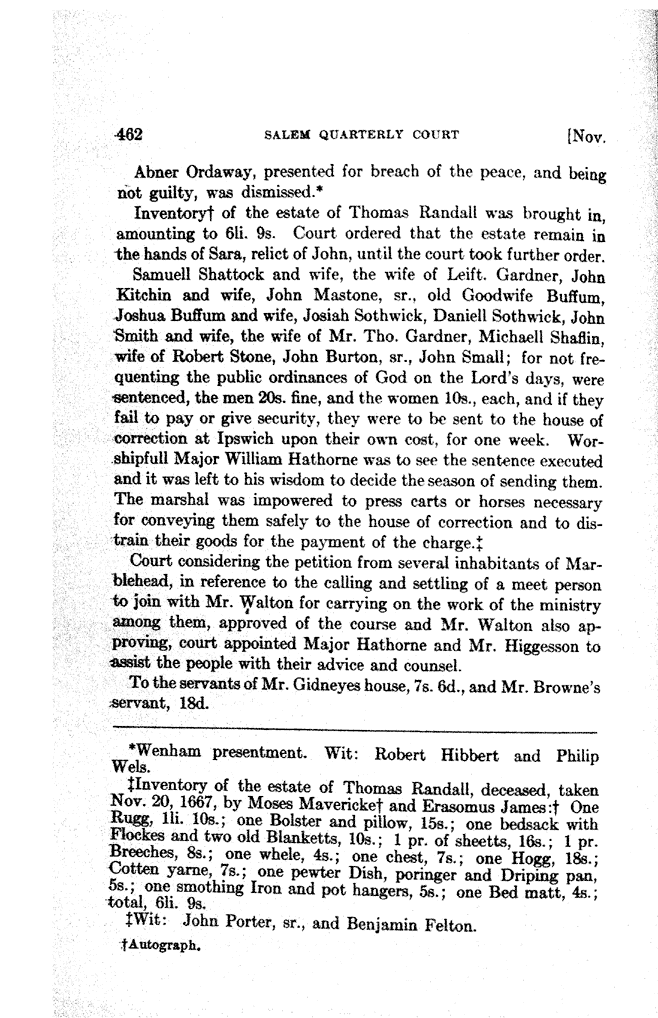 462 SALEM QUARTERLY COURT [Nov.
Abner Ordaway, presented for breach of the peace, and being
not guilty, was dismissed.*
Inventory† of the estate of Thomas Randall was brought in,
amounting to 6li. 9s. Court ordered that the estate remain in
the hands of Sara, relict of John, until the court took further order.
Samuell Shattock and wife, the wife of Leift. Gardner, John
Kitchin and wife, John Mastone, sr., old Goodwife Buffum,
Joshua Buffum and wife, Josiah Sothwick, Daniell Sothwick, John
Smith and wife, the wife of Mr. Tho. Gardner, Michaell Shaflin,
wife of Robert Stone, John Burton, sr., John Small; for not fre-
quenting the public ordinances of God on the Lord's days, were
sentenced, the men 20s. fine, and the women 10s., each, and if they
fail to pay or give security, they were to be sent to the house of
correction at Ipswich upon their own cost, for one week. Wor-
shipfull Major William Hathorne was to see the sentence executed
and it was left to his wisdom to decide the season of sending them.
The marshal was impowered to press carts or horses necessary
for conveying them safely to the house of correction and to dis-
train their goods for the payment of the charge.‡
Court considering the petition from several inhabitants of Mar-
blehead, in reference to the calling and settling of a meet person
to join with Mr. Walton for carrying on the work of the ministry
among them, approved of the course and Mr. Walton also ap-
proving, court appointed Major Hathorne and Mr. Higgesson to
assist the people with their advice and counsel.
To the servants of Mr. Gidneyes house, 7s. 6d., and Mr. Browne's
servant, 18d.
*Wenham presentment. Wit: Robert Hibbert and Philip
Wels.
‡Inventory of the estate of Thomas Randall, deceased, taken
Nov. 20, 1667, by Moses Mavericke† and Erasomus James:† One
Rugg, 1li. 10s.; one Bolster and pillow, 15s.; one bedsack with
Flockes and two old Blanketts, 10s.; 1 pr. of sheetts, 16s.; 1 pr.
Breeches, 8s.; one whele, 4s.; one chest, 7s.; one Hogg, 18s.;
Cotten yarne, 7s.; one pewter Dish, poringer and Driping pan,
5s.; one smothing Iron and pot hangers, 5s.; one Bed matt, 4s.;
total, 6li. 9s.
‡Wit: John Porter, sr., and Benjamin Felton.
†Autograph.